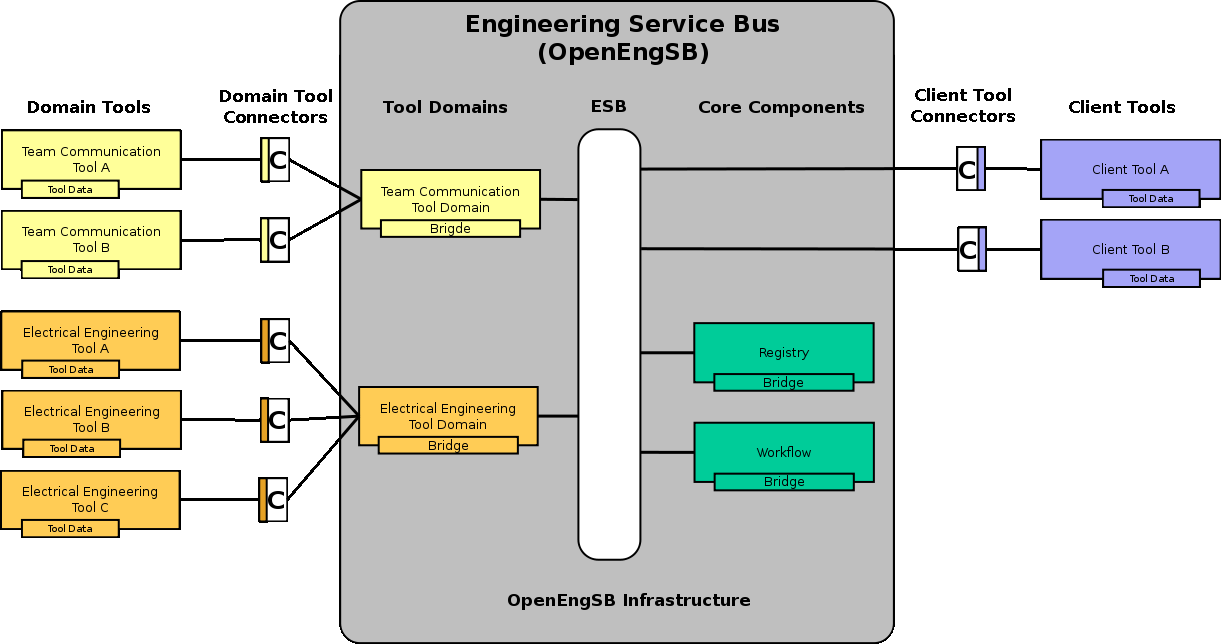 Engineering Service Bus
(OpenEngSB)
Domain Tools
Domain Tool
Connectors
Tool Domains
ESB
Core Components
Client Tool
Connectors
Client Tools
Team Communication
Tool A
Tool Data
C
Team Communication
Tool B
Tool Data
C
Electrical Engineering
Tool A
Tool Data
C
Electrical Engineering
Tool B
Tool Data
C
Electrical Engineering
Tool C
Tool Data
C
Team Communication
Tool Domain
Brigde
Electrical Engineering
Tool Domain
Bridge
Registry
Bridge
Workflow
Bridge
C
Client Tool A
Tool Data
C
Client Tool B
Tool Data
OpenEngSB Infrastructure